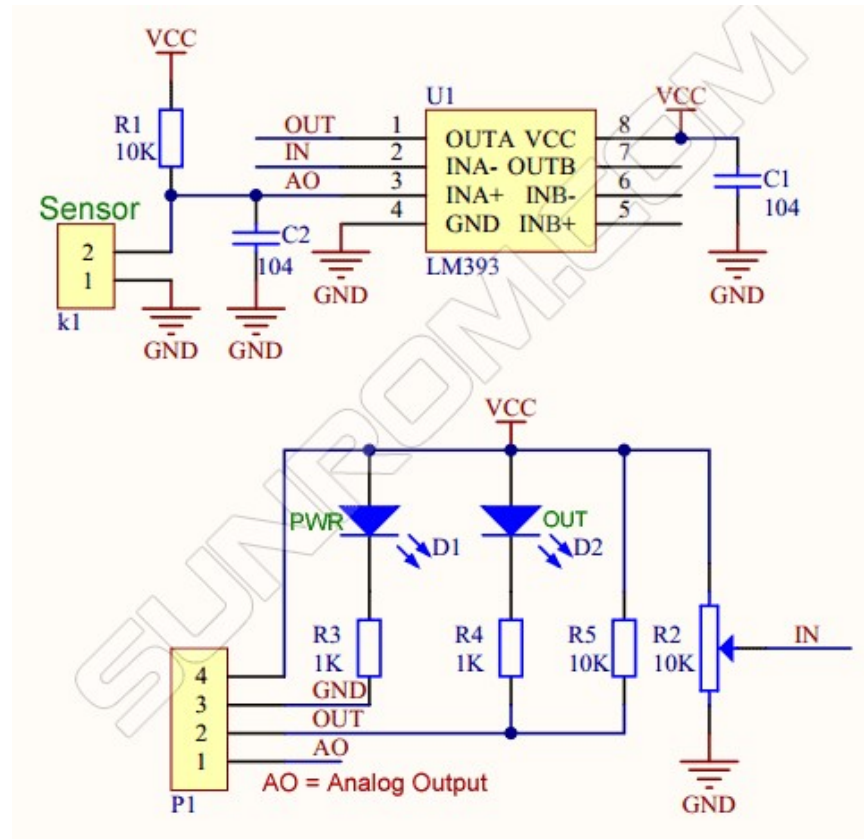 VCC
R1
10K
Sensor
2
1
k1
GND
C2
104
GND
OUT
IN
AO
1
2
3
4
GND
U1
OUTA VCC
INA- OUTB
INA+ INB-
GND INB+
LM393
8
7
6
5
VCC
C1
104
GND
VCC
PWR
D1
OUT
D2
R3
1K
R4
1K
R5
10K
R2
10K
IN
GND
4
3
2
1
P1
GND
OUT
AO
AO = Analog Output
SUNROM.COM